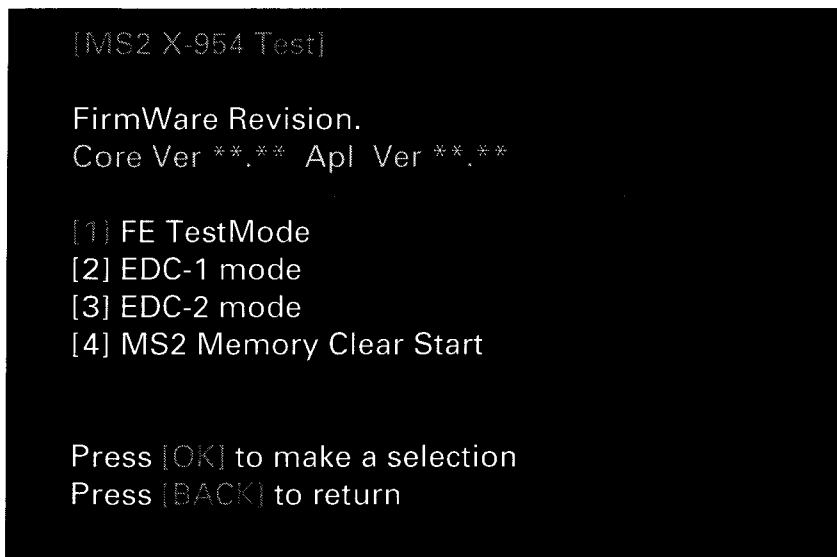 [MS2 X-954 Test]
FirmWare Revision.
Core Ver **.** Apl Ver **.**
[1] FE TestMode
[2] EDC-1 mode
[3] EDC-2 mode
[4] MS2 Memory Clear Start
Press [OK] to make a selection
Press [BACK] to return